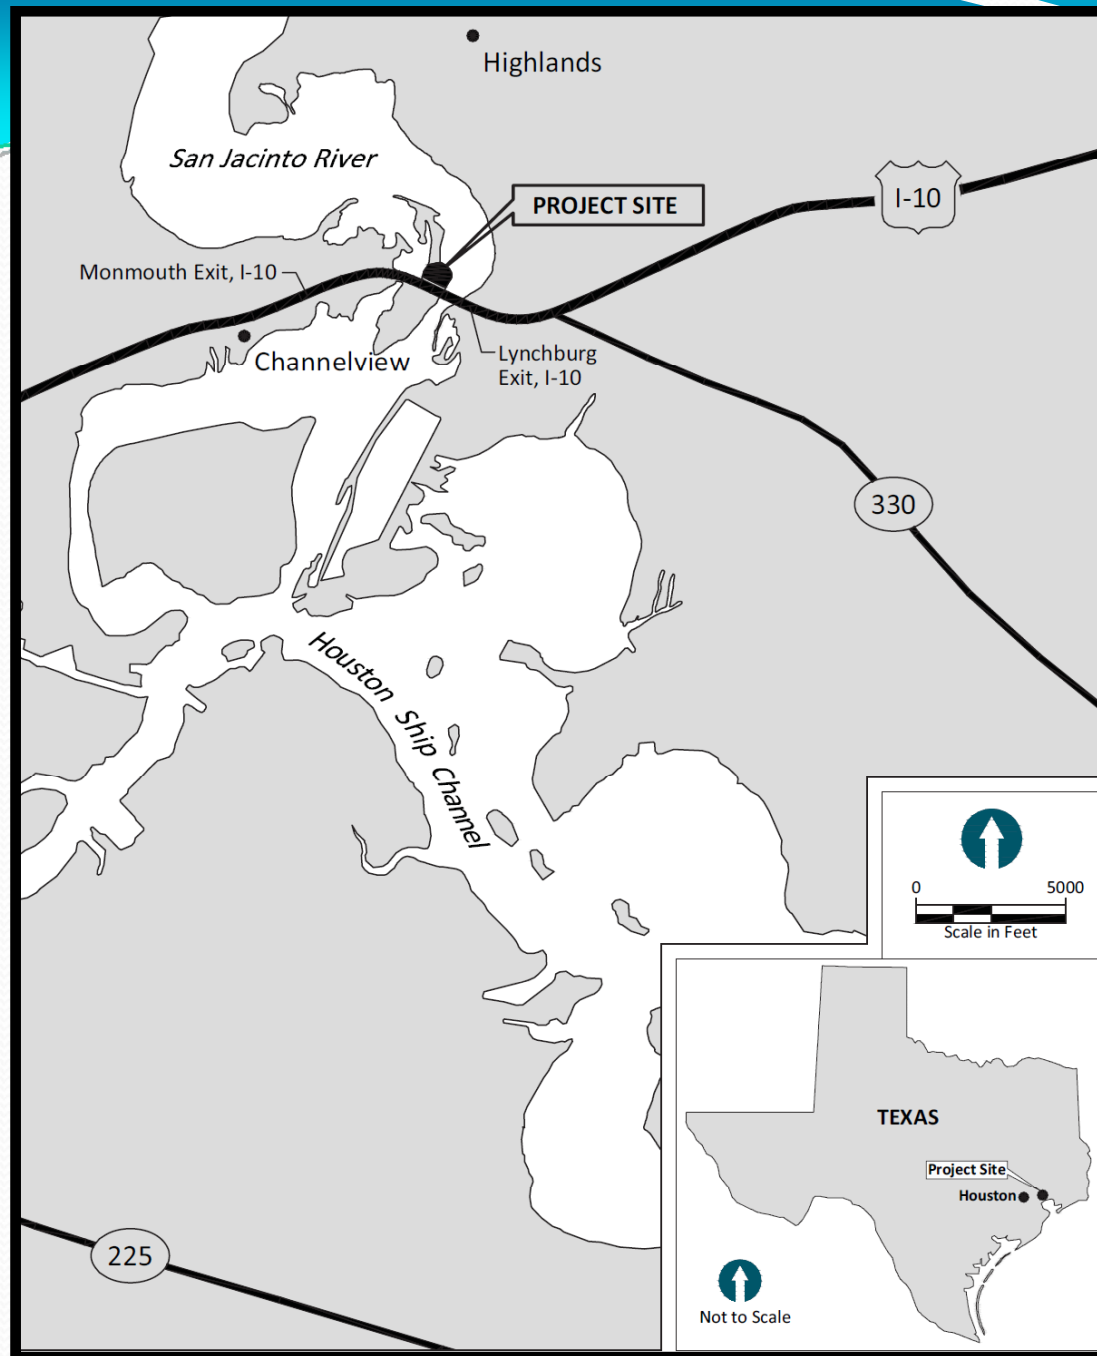 Highlands
San Jacinto River
PROJECT SITE
I-10
Monmouth Exit, I-10
Channelview
Lynchburg
Exit, I-10
330
Houston Ship Channel
0 5000
Scale in Feet
TEXAS
Project Site
Houston
225
Not to Scale